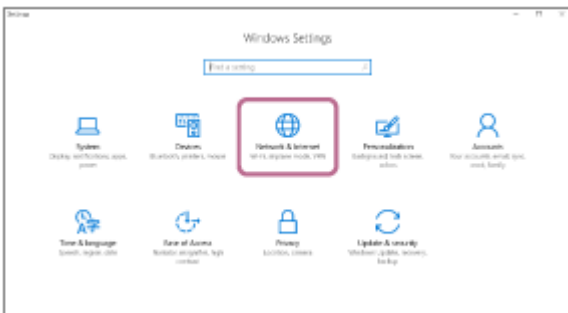 Settings
Windows Settings
Find a setting
System
Display, notifications, apps,
power
Devices
Bluetooth, printers, mouse
Network & Internet
Wi-Fi, airplane mode, VPN
Personalization
Background, lock screen,
colors
Accounts
Your accounts, email, sync,
work, family
Time & language
Speech, region, date
Ease of Access
Narrator, magnifier, high
contrast
Privacy
Location, camera
Update & security
Windows Update, recovery,
backup